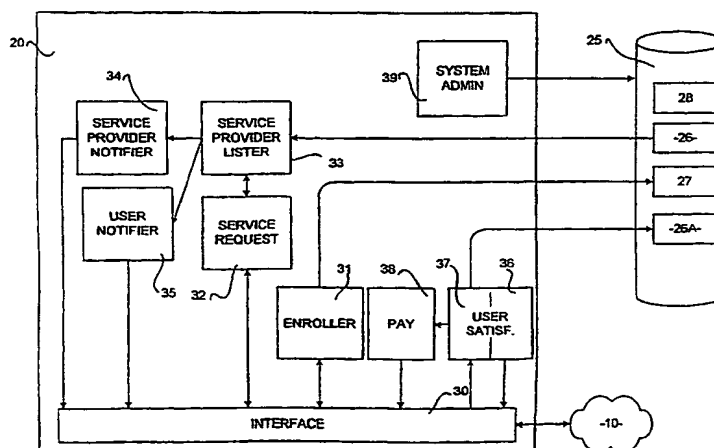 20
39
SYSTEM
ADMIN
25
28
-26-
27
-26A-
34
SERVICE
PROVIDER
NOTIFIER
SERVICE
PROVIDER
LISTER
33
USER
NOTIFIER
35
SERVICE
REQUEST
32
31
ENROLLER
38
PAY
37
36
USER
SATISF.
30
INTERFACE
-10-